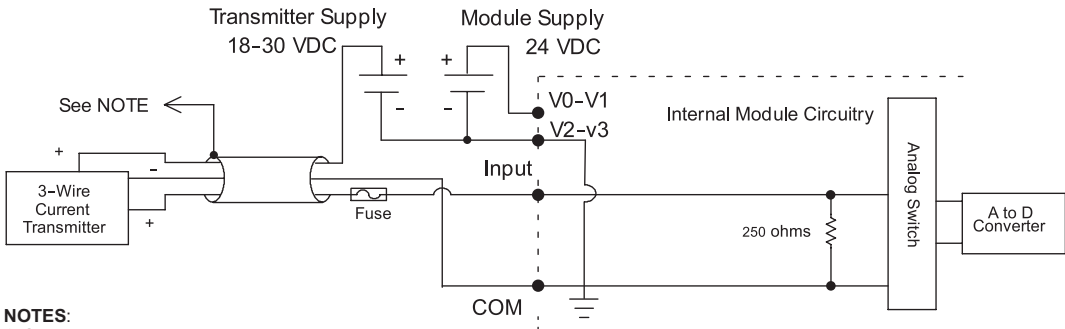 Transmitter Supply
18-30 VDC
Module Supply
24 VDC
+
+
-
-
See NOTE
V0-V1
V2-v3
Internal Module Circuitry
Input
+
-
+
3-Wire
Current
Transmitter
Fuse
250 ohms
Analog Switch
A to D
Converter
COM
NOTES: